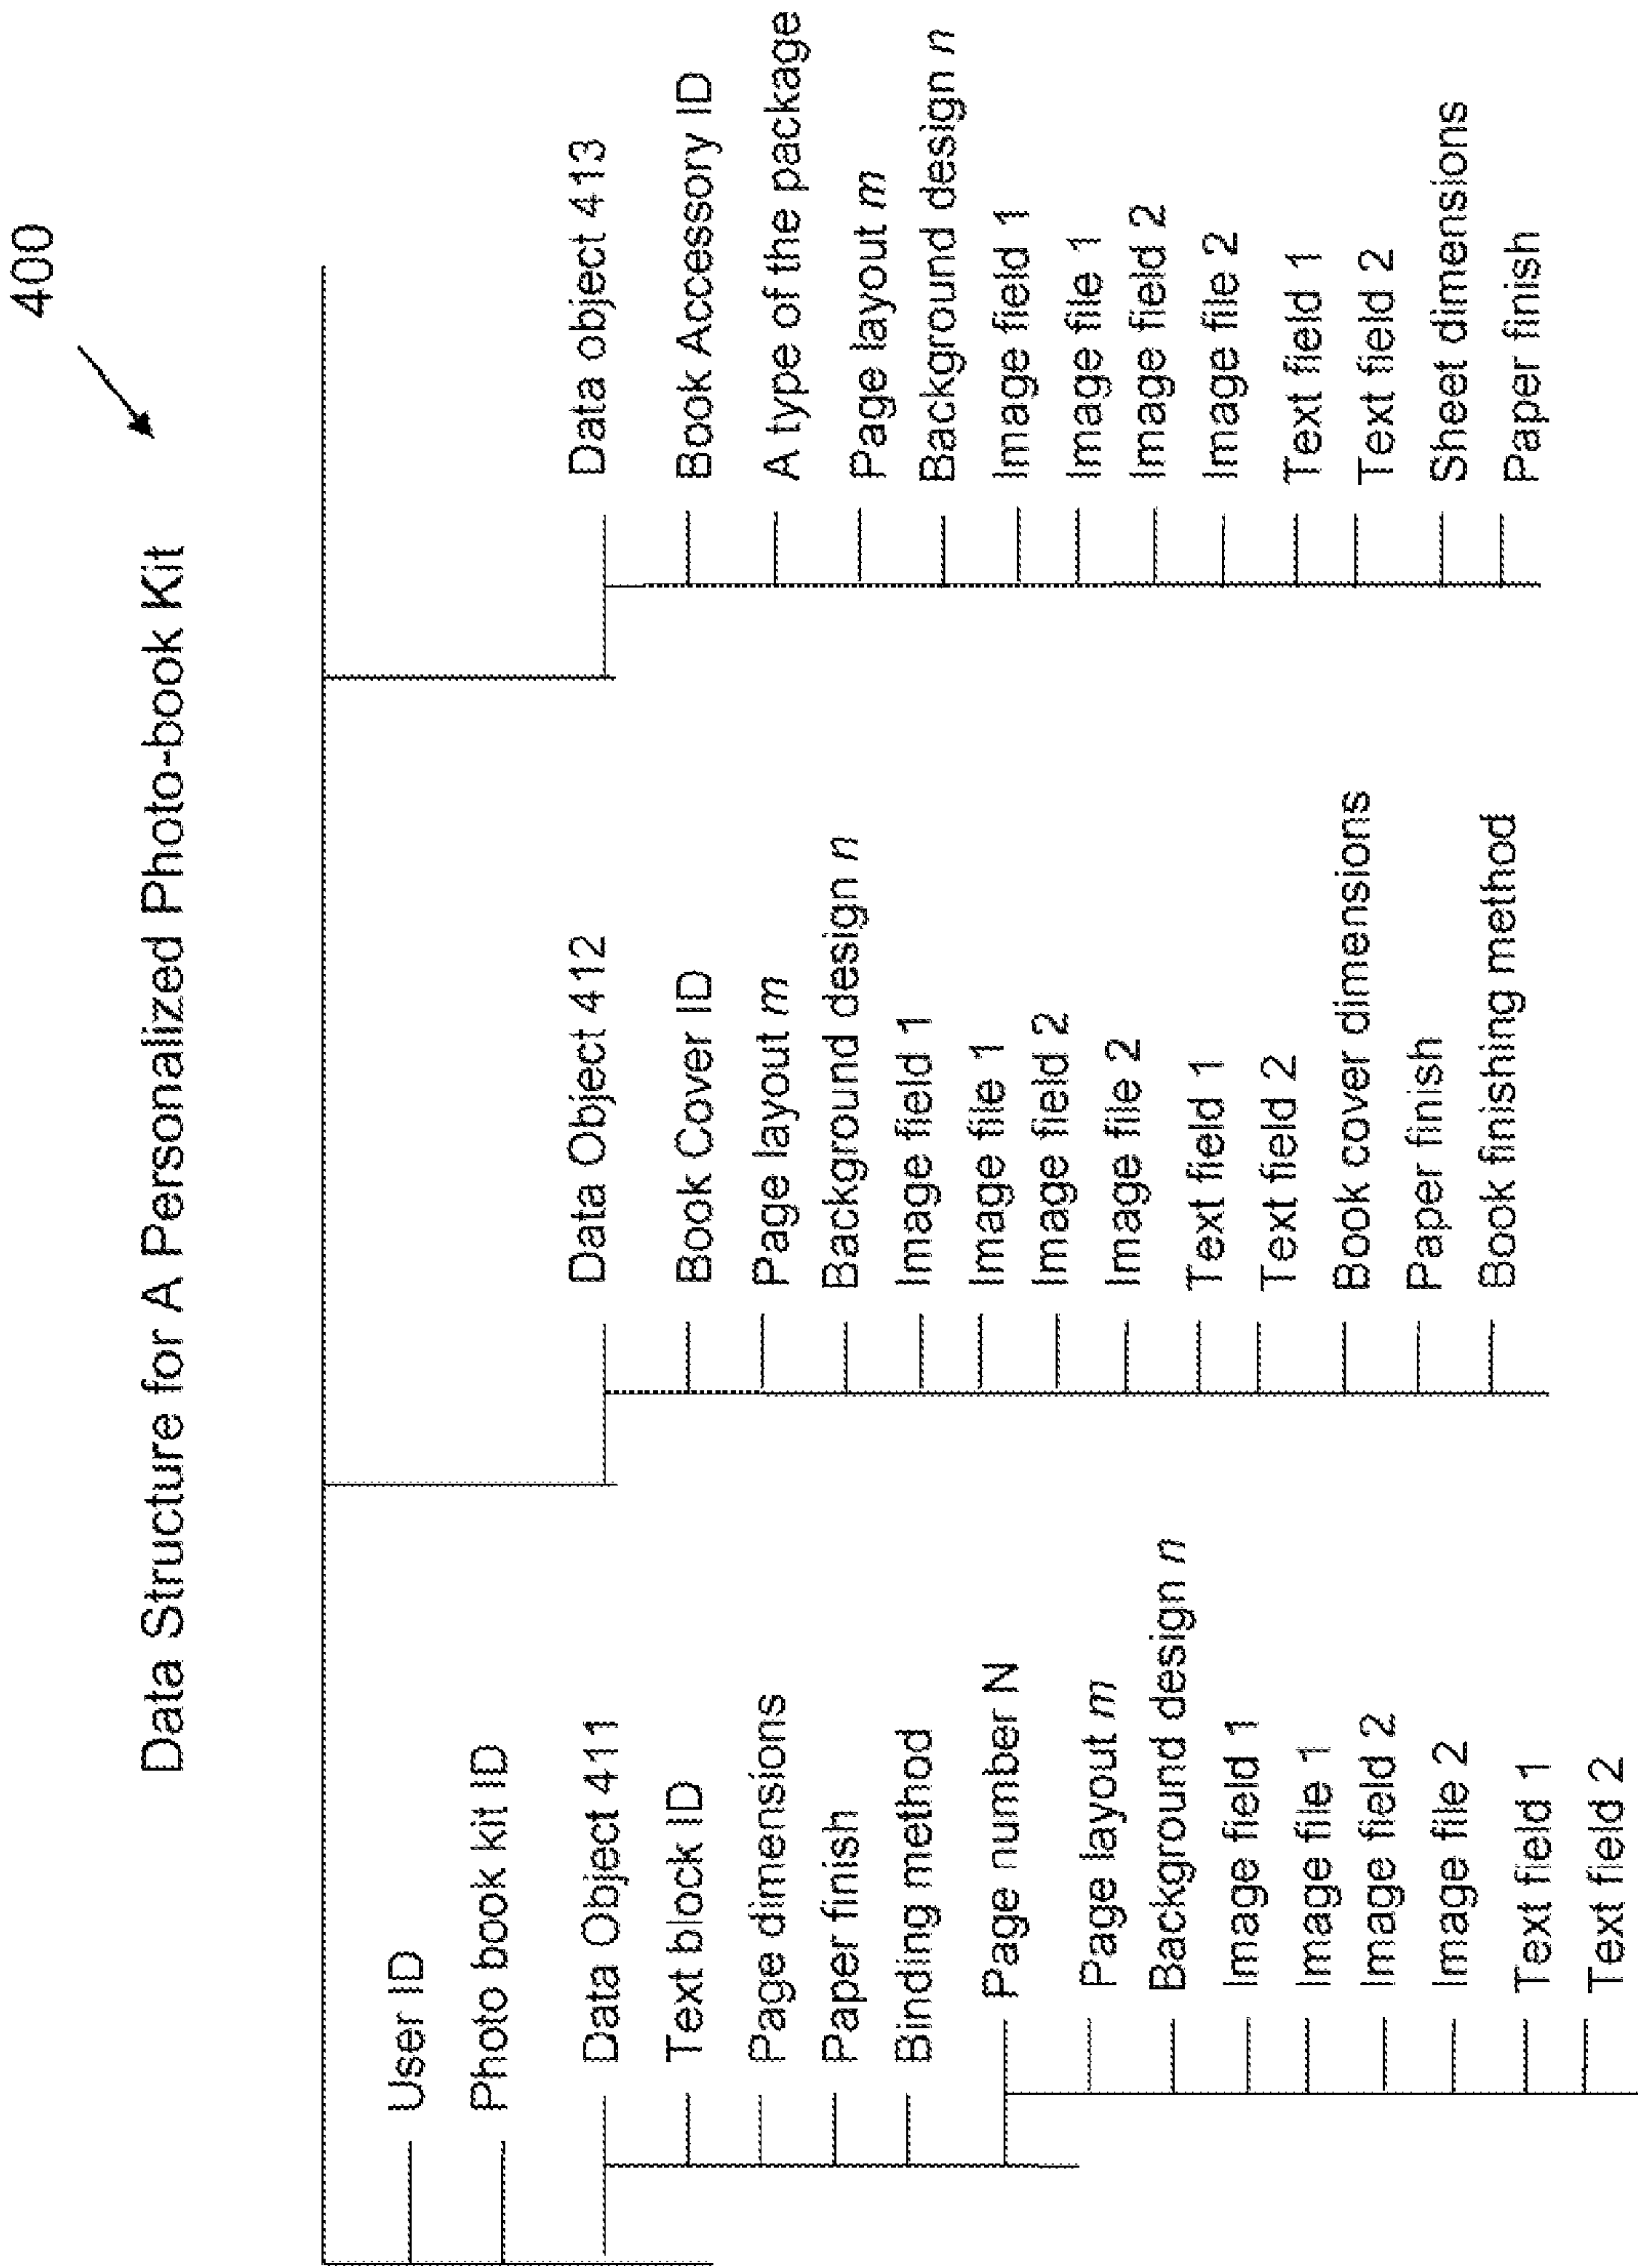 400
Data Structure for A Personalized Photo-book Kit
User ID
Photo book kit ID
Data Object 411
Text block ID
Page dimensions
Paper finish
Binding method
Page number N
Page layout m
Background design n
Image field 1
Image file 1
Image field 2
Image file 2
Text field 1
Text field 2
Data Object 412
Book Cover ID
Page layout m
Background design n
Image field 1
Image file 1
Image field 2
Image file 2
Text field 1
Text field 2
Book cover dimensions
Paper finish
Book finishing method
Data object 413
Book Accessory ID
A type of the package
Page layout m
Background design n
Image field 1
Image file 1
Image field 2
Image file 2
Text field 1
Text field 2
Sheet dimensions
Paper finish